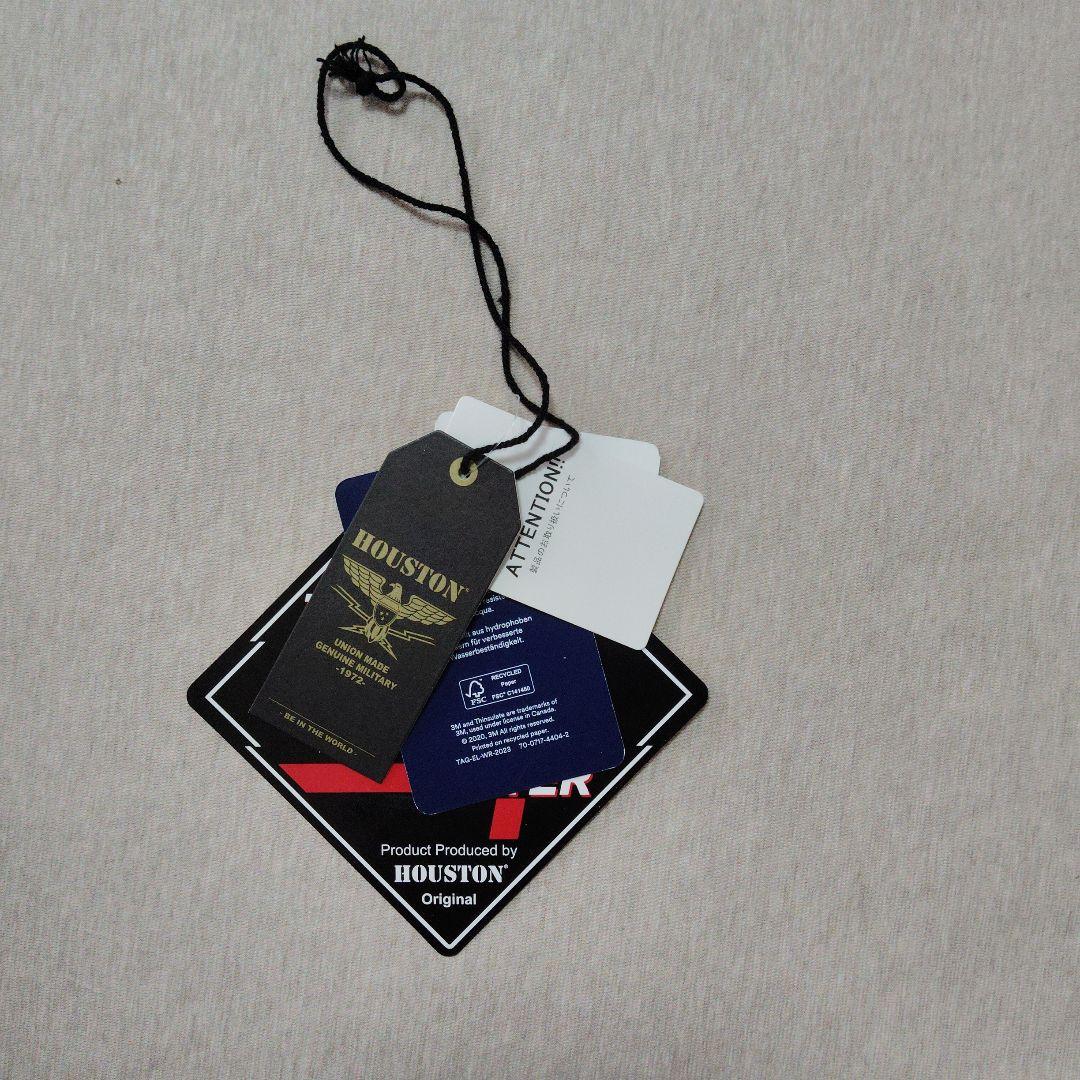 HOUSTON®
UNION MADE
GENUINE MILITARY
-1972-
BE IN THE WORLD
ATTENTION!!
製品のお取り扱いについて
aus hydrophoben
für verbesserte
Wasserbeständigkeit.
FSC
RECYCLED
Paper
FSC® C141480
3M and Thinsulate are trademarks of
3M, used under license in Canada.
© 2020, 3M All rights reserved.
Printed on recycled paper.
TAG-EL-WR-2023 70-0717-4404-2
Product Produced by
HOUSTON®
Original